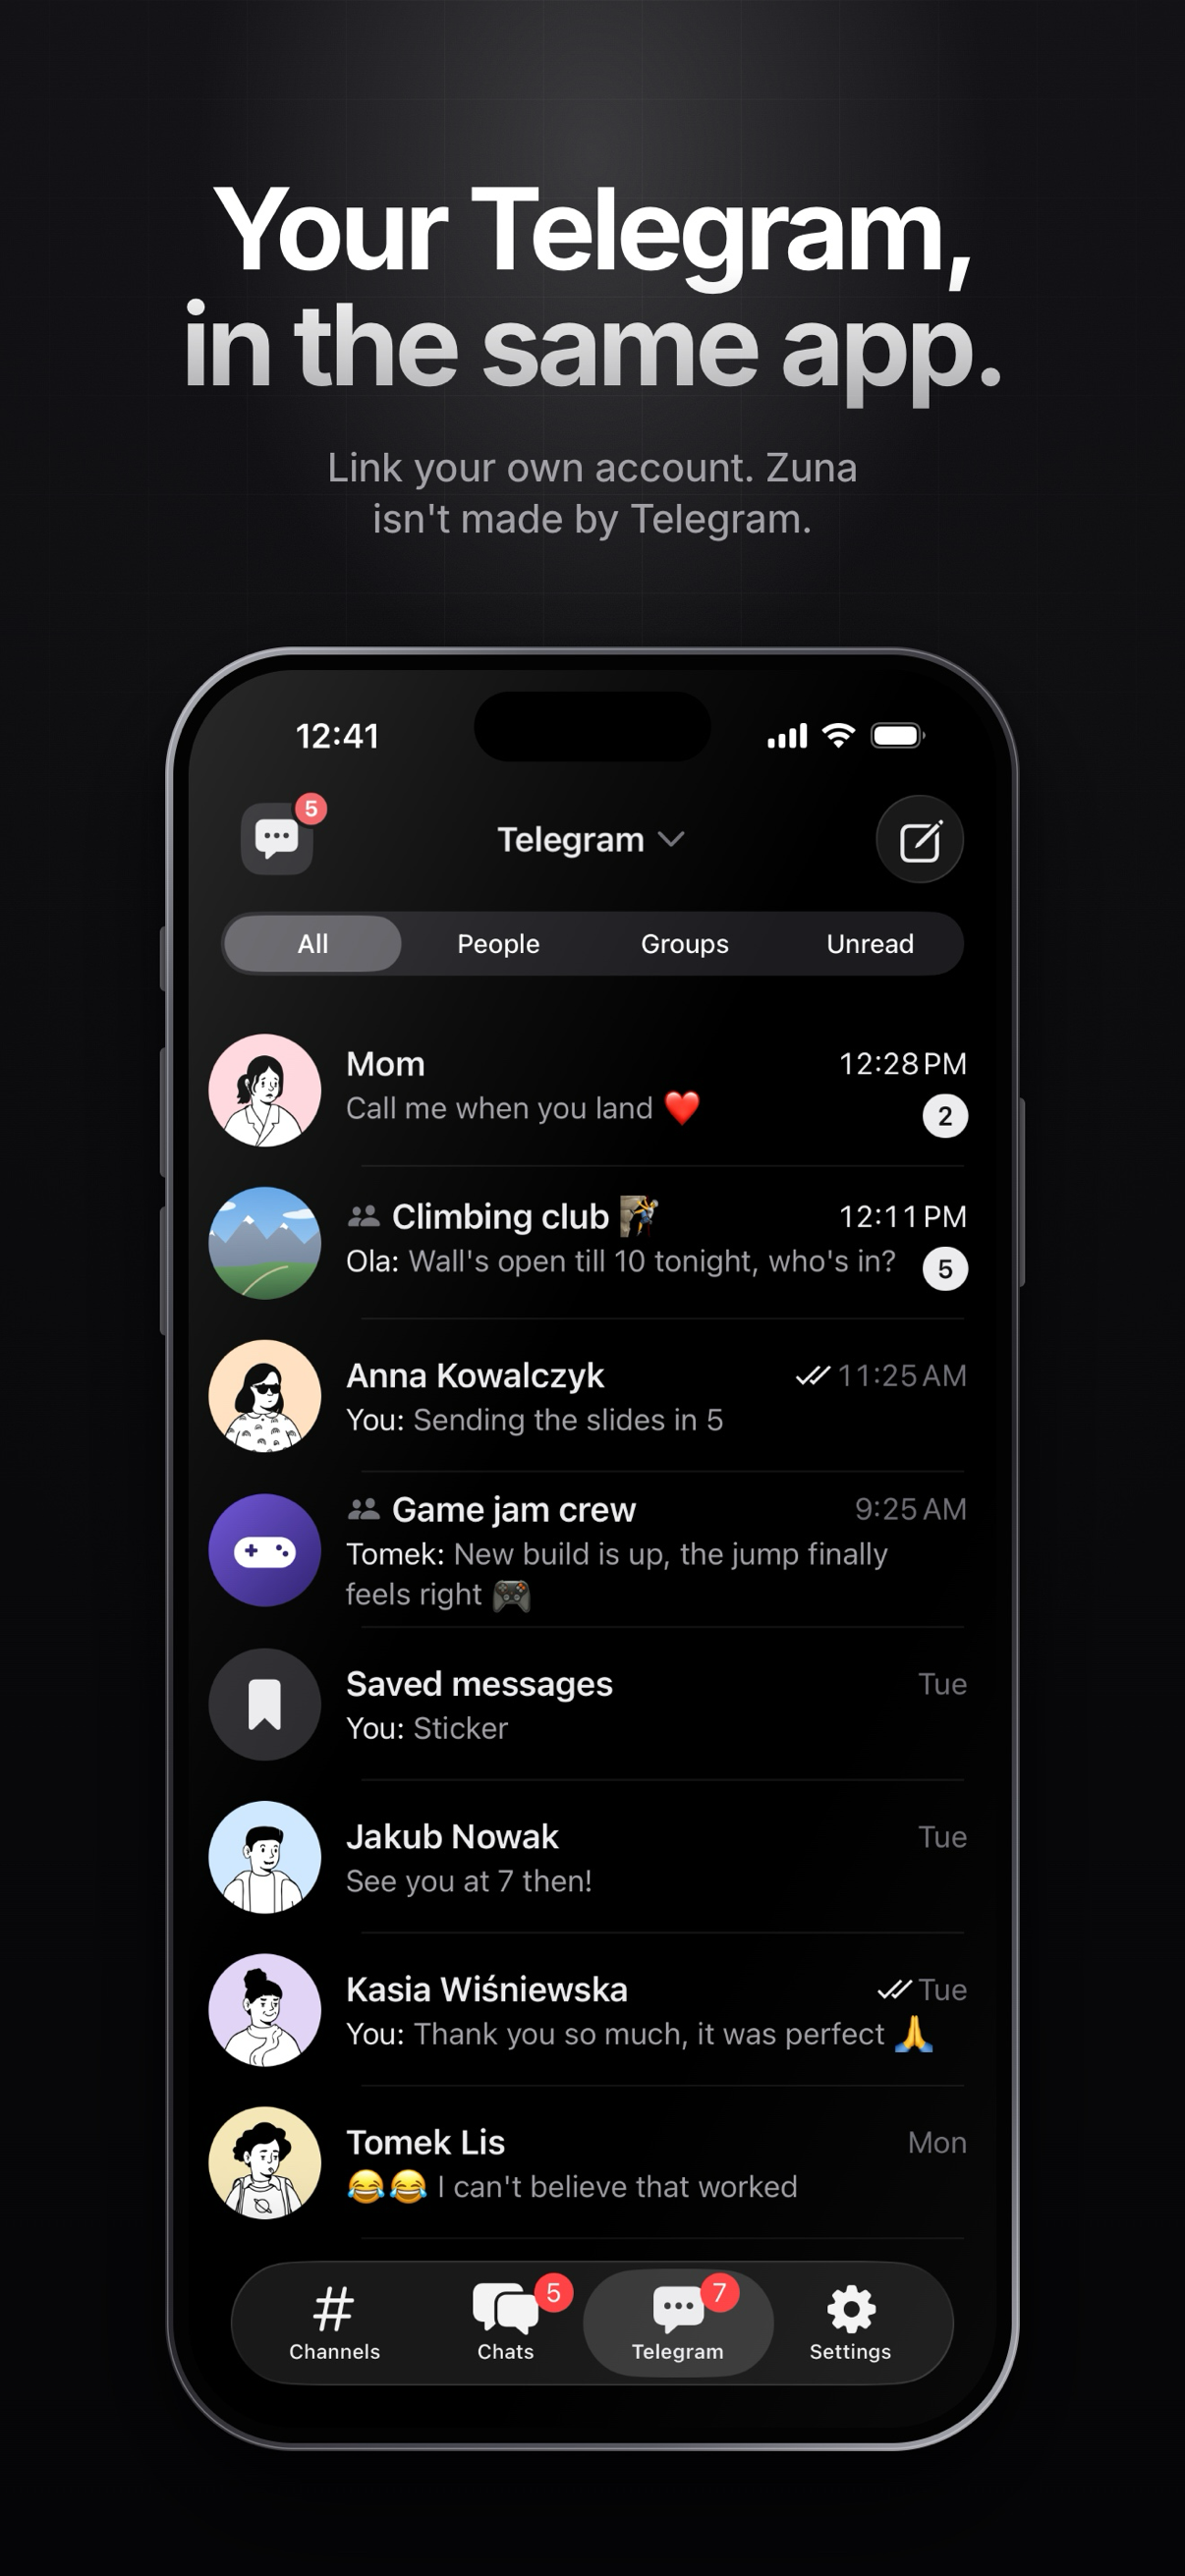 Your Telegram,
in the same app.
Link your own account. Zuna
isn't made by Telegram.
12:41
5
Telegram
All People Groups Unread
Mom 12:28 PM
Call me when you land ❤️ 2
Climbing club 🧗 12:11 PM
Ola: Wall's open till 10 tonight, who's in? 5
Anna Kowalczyk 11:25 AM
You: Sending the slides in 5
Game jam crew 9:25 AM
Tomek: New build is up, the jump finally
feels right 🎮
Saved messages Tue
You: Sticker
Jakub Nowak Tue
See you at 7 then!
Kasia Wiśniewska Tue
You: Thank you so much, it was perfect 🙏
Tomek Lis Mon
😂😂 I can't believe that worked
5 7
Channels Chats Telegram Settings